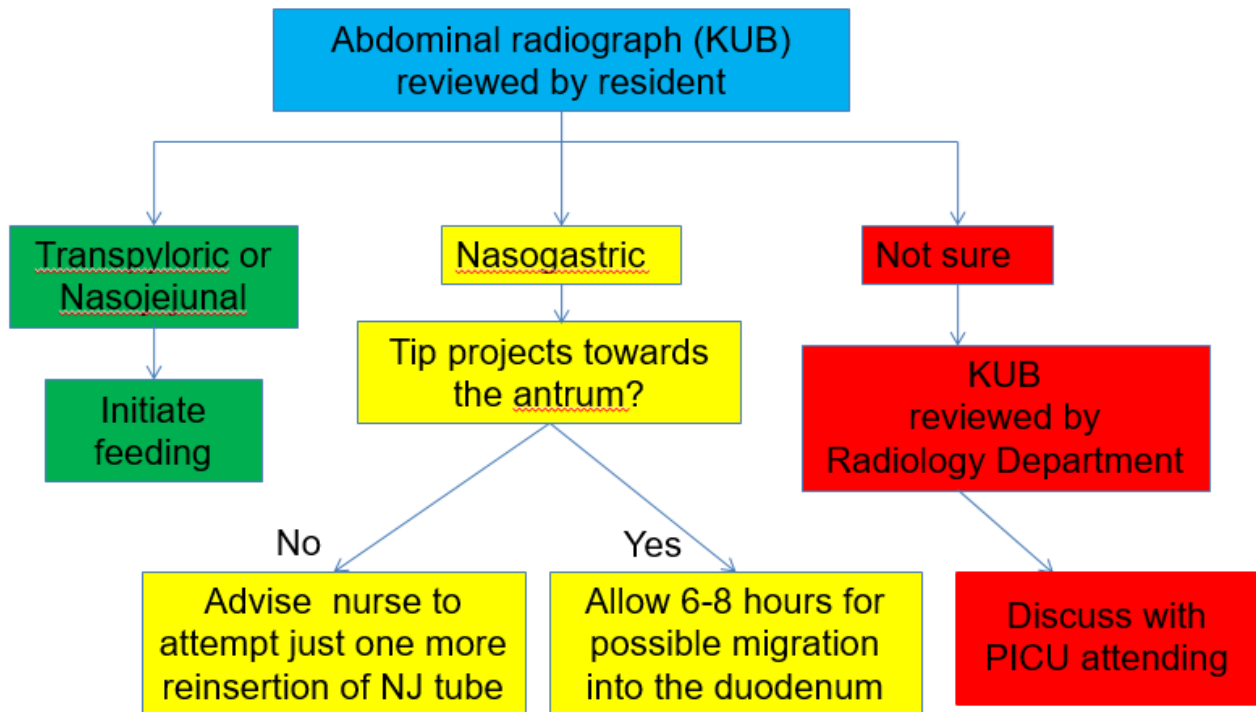 Abdominal radiograph (KUB)
reviewed by resident
Transpyloric or
Nasojejunal
Initiate
feeding
Nasogastric
Tip projects towards
the antrum?
No
Yes
Advise nurse to
attempt just one more
reinsertion of NJ tube
Allow 6-8 hours for
possible migration
into the duodenum
Not sure
KUB
reviewed by
Radiology Department
Discuss with
PICU attending